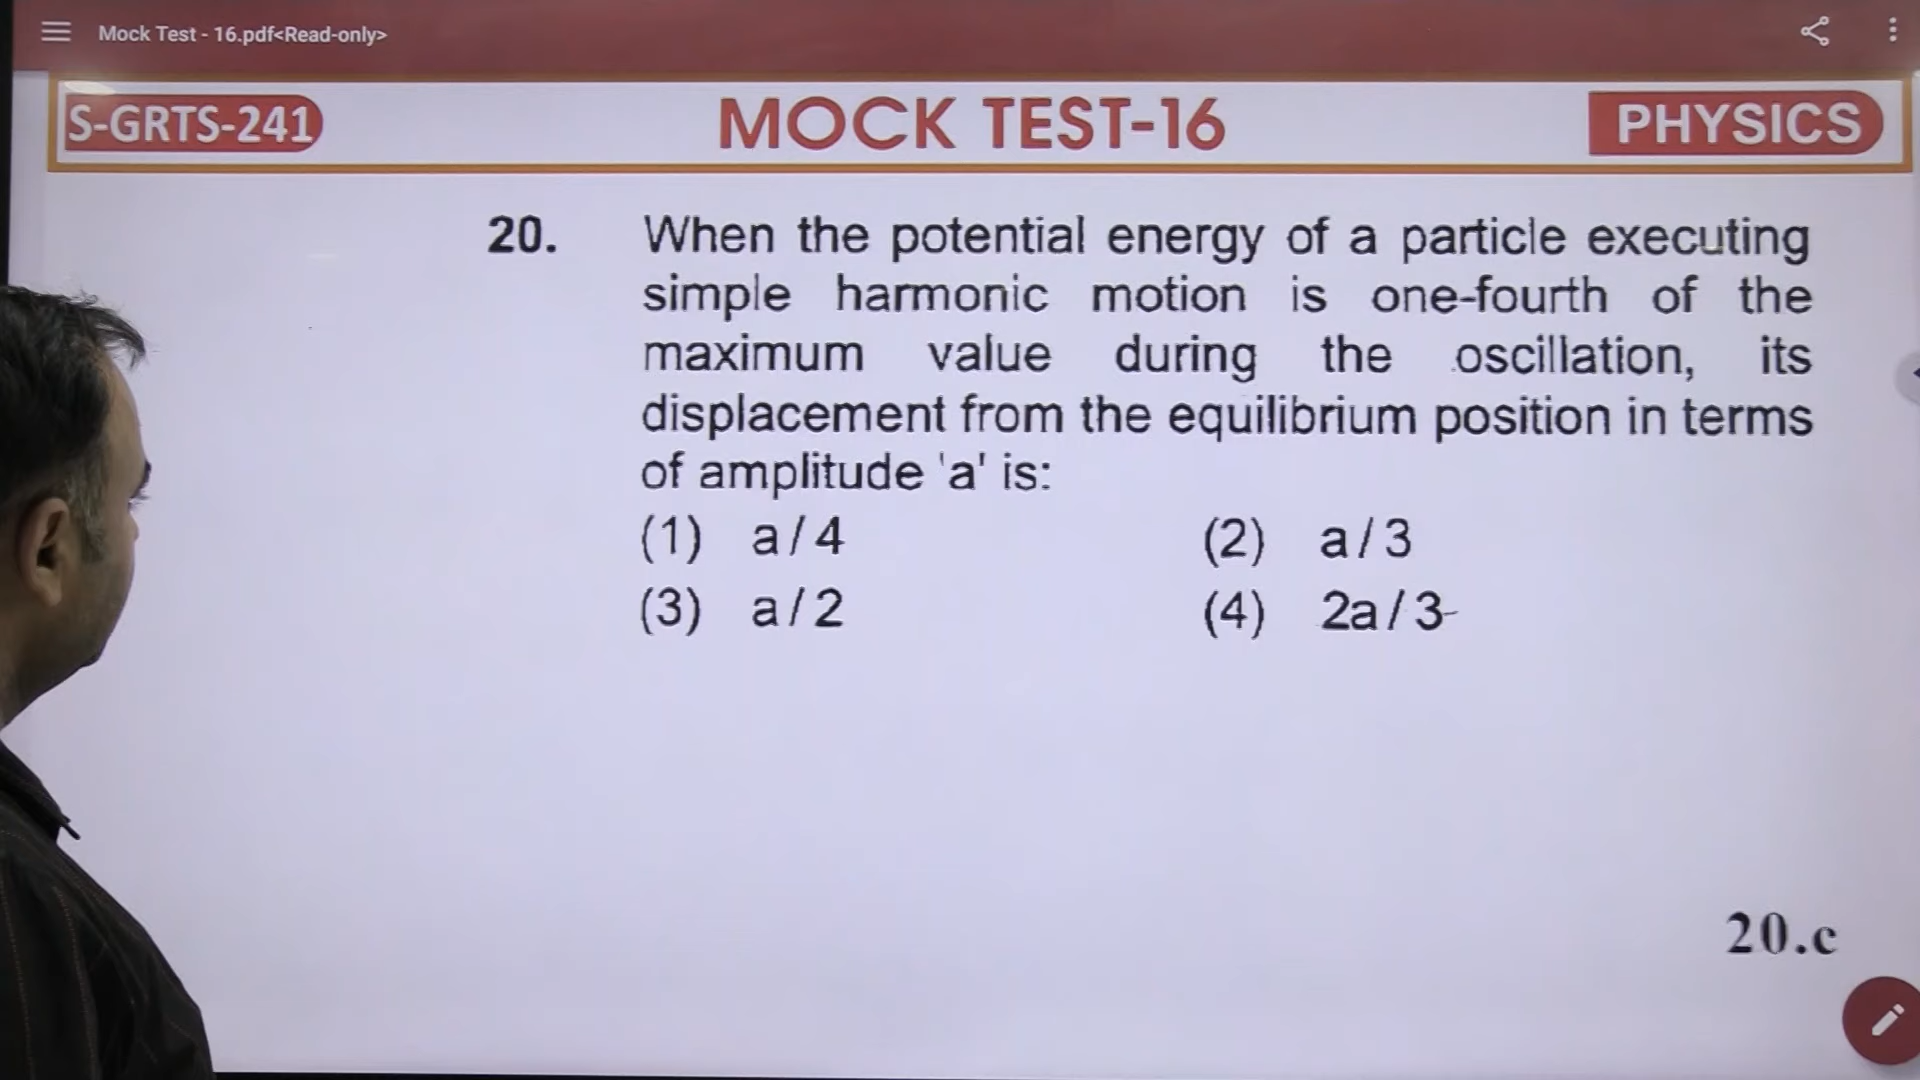 Mock Test - 16.pdf<Read-only>
S-GRTS-241
MOCK TEST-16
PHYSICS
20. When the potential energy of a particle executing
simple harmonic motion is one-fourth of the
maximum value during the oscillation, its
displacement from the equilibrium position in terms
of amplitude 'a' is:
(1) a/4 (2) a/3
(3) a/2 (4) 2a/3
20.c